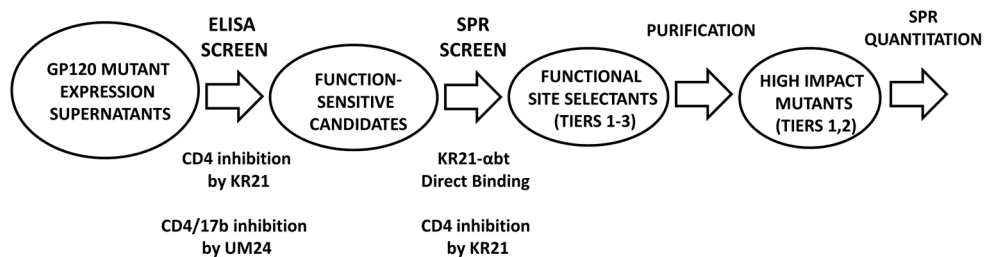 ELISA
SCREEN
GP120 MUTANT
EXPRESSION
SUPERNATANTS
CD4 inhibition
by KR21
CD4/17b inhibition
by UM24
FUNCTION-
SENSITIVE
CANDIDATES
SPR
SCREEN
KR21-αbt
Direct Binding
CD4 inhibition
by KR21
FUNCTIONAL
SITE SELECTANTS
(TIERS 1-3)
PURIFICATION
HIGH IMPACT
MUTANTS
(TIERS 1,2)
SPR
QUANTITATION